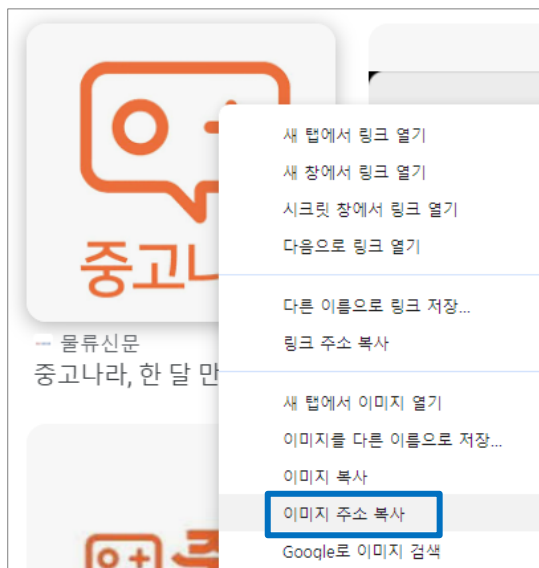 중고나
물류신문
중고나라, 한 달 만
새 탭에서 링크 열기
새 창에서 링크 열기
시크릿 창에서 링크 열기
다음으로 링크 열기
다른 이름으로 링크 저장...
링크 주소 복사
새 탭에서 이미지 열기
이미지를 다른 이름으로 저장...
이미지 복사
이미지 주소 복사
Google로 이미지 검색